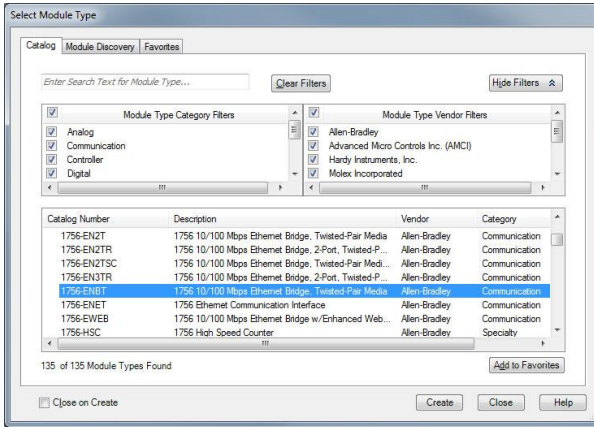 Select Module Type
Catalog Module Discovery Favorites
Enter Search Text for Module Type... Clear Filters Hide Filters
Module Type Category Filters Module Type Vendor Filters
Analog Allen-Bradley
Communication Advanced Micro Controls Inc. (AMCI)
Controller Hardy Instruments, Inc.
Digital Molex Incorporated
Catalog Number Description Vendor Category
1756-EN2T 1756 10/100 Mbps Ethernet Bridge, Twisted-Pair Media Allen-Bradley Communication
1756-EN2TR 1756 10/100 Mbps Ethernet Bridge, 2-Port, Twisted-P... Allen-Bradley Communication
1756-EN2TSC 1756 10/100 Mbps Ethernet Bridge, Twisted-Pair Medi... Allen-Bradley Communication
1756-EN3TR 1756 10/100 Mbps Ethernet Bridge, 2-Port, Twisted-P... Allen-Bradley Communication
1756-ENBT 1756 10/100 Mbps Ethernet Bridge, Twisted-Pair Media Allen-Bradley Communication
1756-ENET 1756 Ethernet Communication Interface Allen-Bradley Communication
1756-EWEB 1756 10/100 Mbps Ethernet Bridge w/Enhanced Web... Allen-Bradley Communication
1756-HSC 1756 High Speed Counter Allen-Bradley Specialty
135 of 135 Module Types Found Add to Favorites
Close on Create Create Close Help